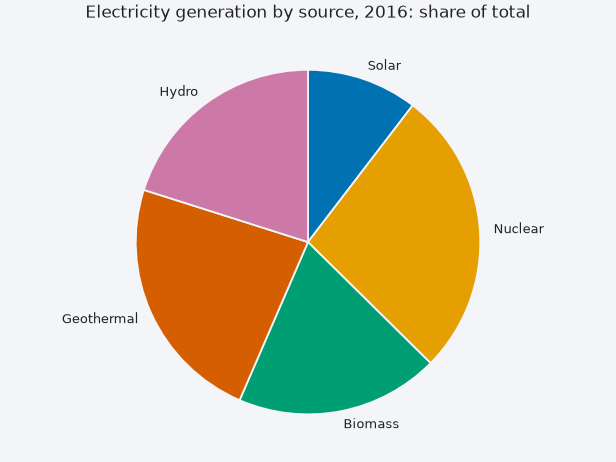 Electricity generation by source, 2016: share of total
Solar
Hydro
Nuclear
Geothermal
Biomass